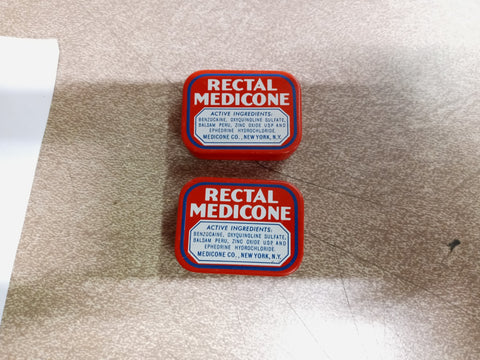 RECTAL
MEDICONE
ACTIVE INGREDIENTS:
BENZOCAINE, OXYQUINOLINE SULFATE,
BALSAM PERU, ZINC OXIDE USP AND
EPHEDRINE HYDROCHLORIDE.
MEDICONE CO., NEW YORK, N.Y.
RECTAL
MEDICONE
ACTIVE INGREDIENTS:
BENZOCAINE, OXYQUINOLINE SULFATE,
BALSAM PERU, ZINC OXIDE USP AND
EPHEDRINE HYDROCHLORIDE.
MEDICONE CO., NEW YORK, N.Y.